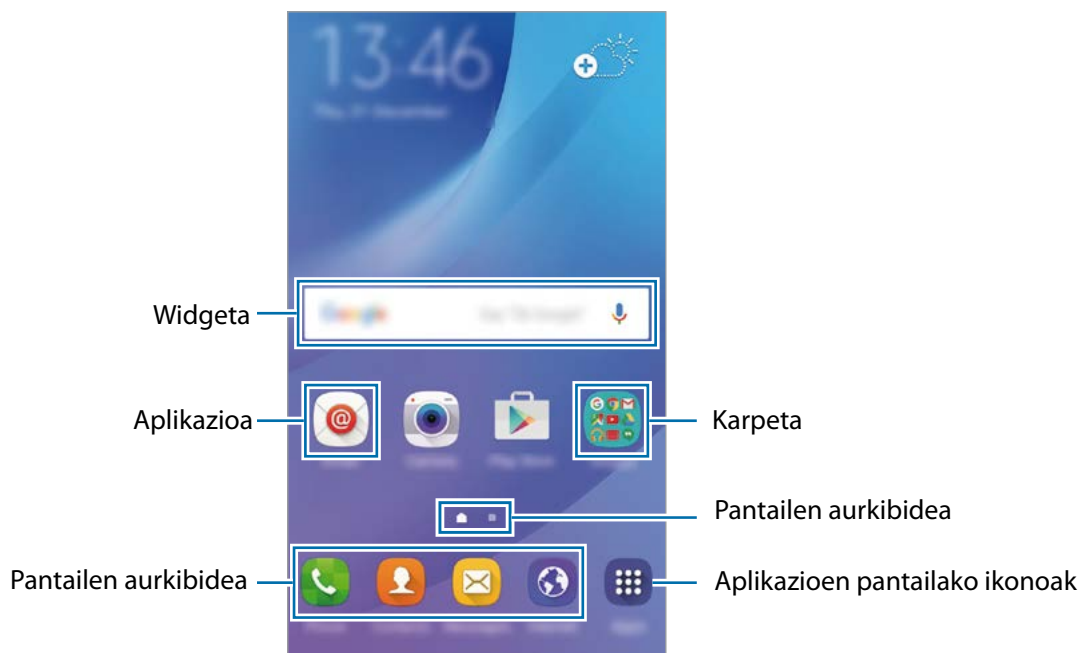 13:46
Widgeta
Aplikazioa
Karpeta
Pantailen aurkibidea
Pantailen aurkibidea
Aplikazioen pantailako ikonoak